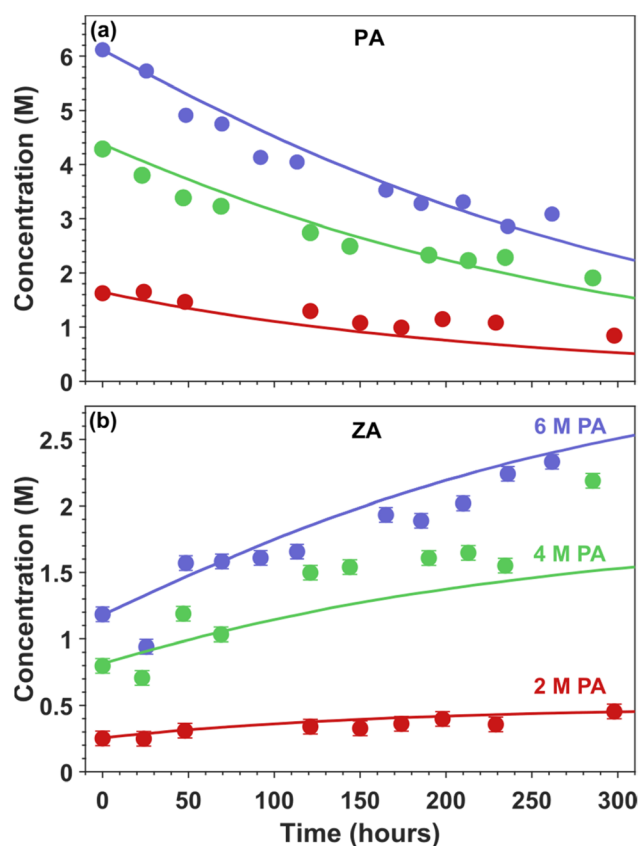 (a)
PA
6
5
4
3
2
1
0
Concentration (M)
(b)
ZA
6 M PA
4 M PA
2 M PA
2.5
2
1.5
1
0.5
0
Concentration (M)
0 50 100 150 200 250 300
Time (hours)